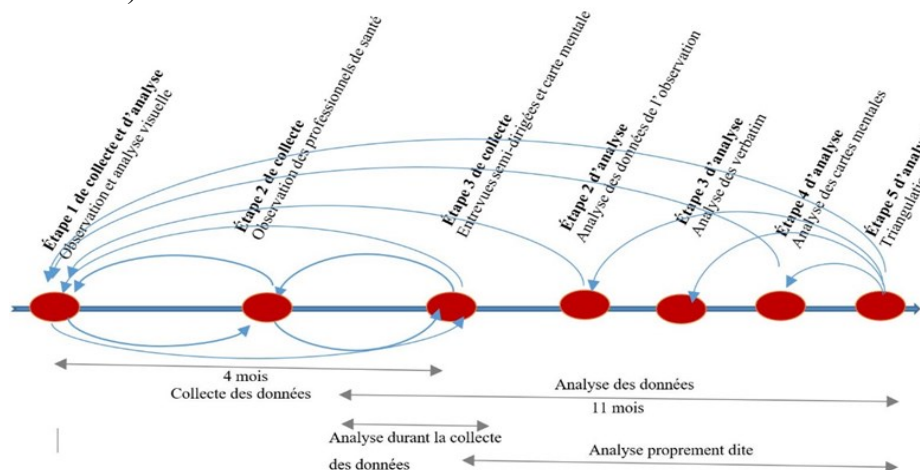 Étape 1 de collecte et d'analyse
Observation et analyse visuelle
Étape 2 de collecte
Observation des professionnels de santé
Étape 3 de collecte
Entrevues semi-dirigées et carte mentale
Étape 2 d'analyse
Analyse des données de l'observation
Étape 3 d'analyse
Analyse des verbatim
Étape 4 d'analyse
Analyse des cartes mentales
Étape 5 d'analy
Triangulatio
4 mois
Collecte des données
Analyse des données
11 mois
Analyse durant la collecte
des données
Analyse proprement dite